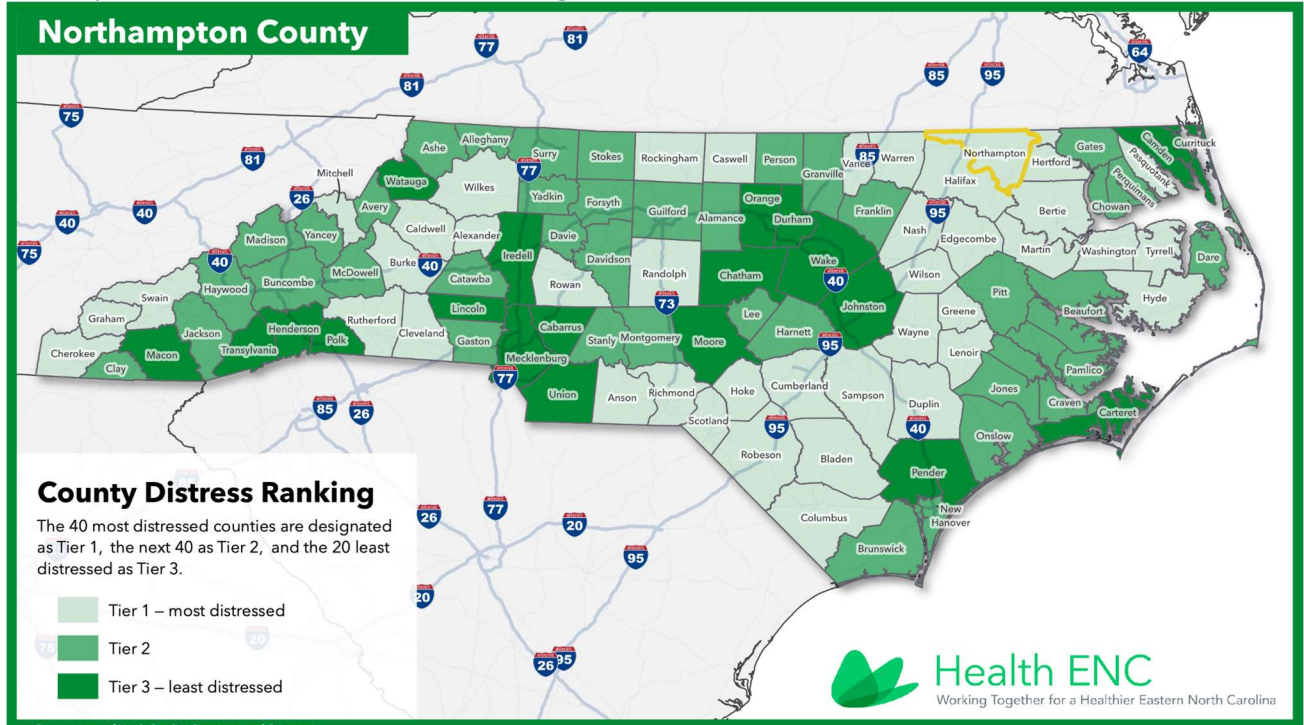 Northampton County
77
81
64
81
85
95
75
81
Alleghany
Ashe
Surry
Stokes
Rockingham
Caswell
Person
Granville
Vance
85
Warren
Northampton
Hertford
Gates
Camden
Currituck
Pasquotank
Perquimans
Chowan
Mitchell
Watauga
Wilkes
77
Yadkin
Forsyth
Guilford
Alamance
Orange
Durham
Franklin
Halifax
95
Bertie
26
40
40
Avery
Caldwell
Alexander
Iredell
Davie
Davidson
Nash
Edgecombe
Martin
Washington
Tyrrell
Dare
75
Madison
Yancey
40
Burke
40
McDowell
Catawba
Rowan
Randolph
Chatham
Wake
40
Wilson
Haywood
Buncombe
Swain
Graham
Jackson
Henderson
Polk
Rutherford
Cleveland
Lincoln
Gaston
Cabarrus
73
Lee
Johnston
Pitt
Beaufort
Hyde
Greene
Wayne
Cherokee
Macon
Clay
Transylvania
Mecklenburg
Stanly
Montgomery
Moore
Harnett
95
Lenoir
Pamlico
77
Union
Anson
Richmond
Hoke
Cumberland
Sampson
Duplin
Jones
Craven
Carteret
85
26
Scotland
95
40
Onslow
Robeson
Bladen
Pender
Columbus
New
Hanover
Brunswick
County Distress Ranking
The 40 most distressed counties are designated
as Tier 1, the next 40 as Tier 2, and the 20 least
distressed as Tier 3.
Tier 1 – most distressed
Tier 2
Tier 3 – least distressed
26
77
20
95
20
75
20
26
95
Health ENC
Working Together for a Healthier Eastern North Carolina